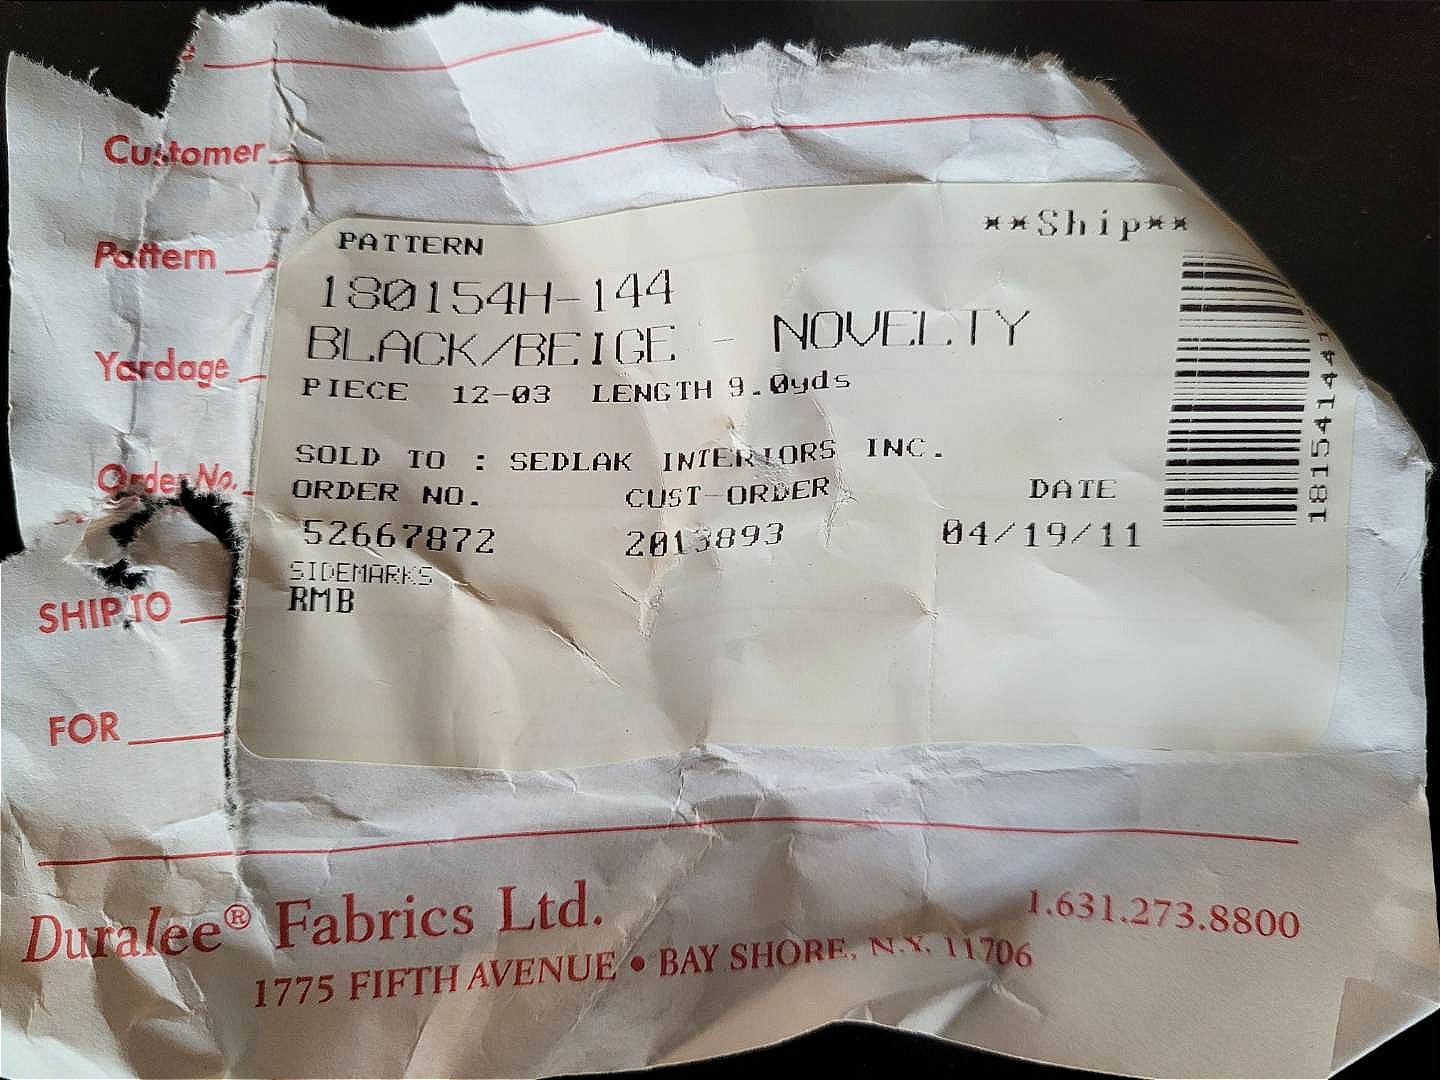 Customer
**Ship**
PATTERN
Pattern
180154H-144
BLACK/BEIGE - NOVELTY
Yardage
PIECE 12-03 LENGTH 9.0yds
SOLD TO : SEDLAK INTERIORS INC.
Order No.
ORDER NO. CUST-ORDER DATE
52667872 2013893 04/19/11
SIDEMARKS
RMB
SHIP TO
FOR
Duralee® Fabrics Ltd.
1.631.273.8800
1775 FIFTH AVENUE • BAY SHORE, N.Y. 11706